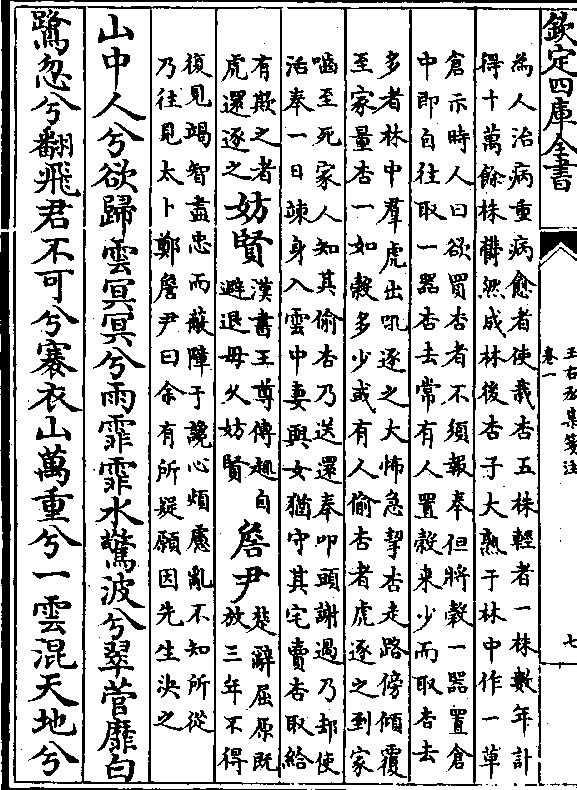 欽定四庫全書
王右丞集箋注
卷一
七
為人治病重病愈者使栽杏五株輕者一株數年計
得十萬餘株欝然成林後杏子大熟于林中作一草
倉示時人曰欲買杏者不須報奉但將穀一器置倉
中即自往取一器杏去常有人置穀来少而取杏去
多者林中羣虎出吼逐之大怖急挈杏走路傍傾覆
至家量杏一如穀多少或有人偷杏者虎逐之到家
嚙至死家人知其偷杏乃送還奉叩頭謝過乃却使
活奉一日竦身入雲中妻與女猶守其宅賣杏取給
有欺之者
虎還逐之
妨賢
漢書王尊傳趣自
避退毋久妨賢
詹尹
楚辭屈原既
放三年不得
復見竭智盡忠而蔽障于讒心煩慮亂不知所從
乃往見太卜鄭詹尹曰余有所疑願因先生決之
山中人兮欲歸雲冥冥兮雨霏霏水驚波兮翠菅靡白
鷺忽兮翻飛君不可兮褰衣山萬重兮一雲混天地兮